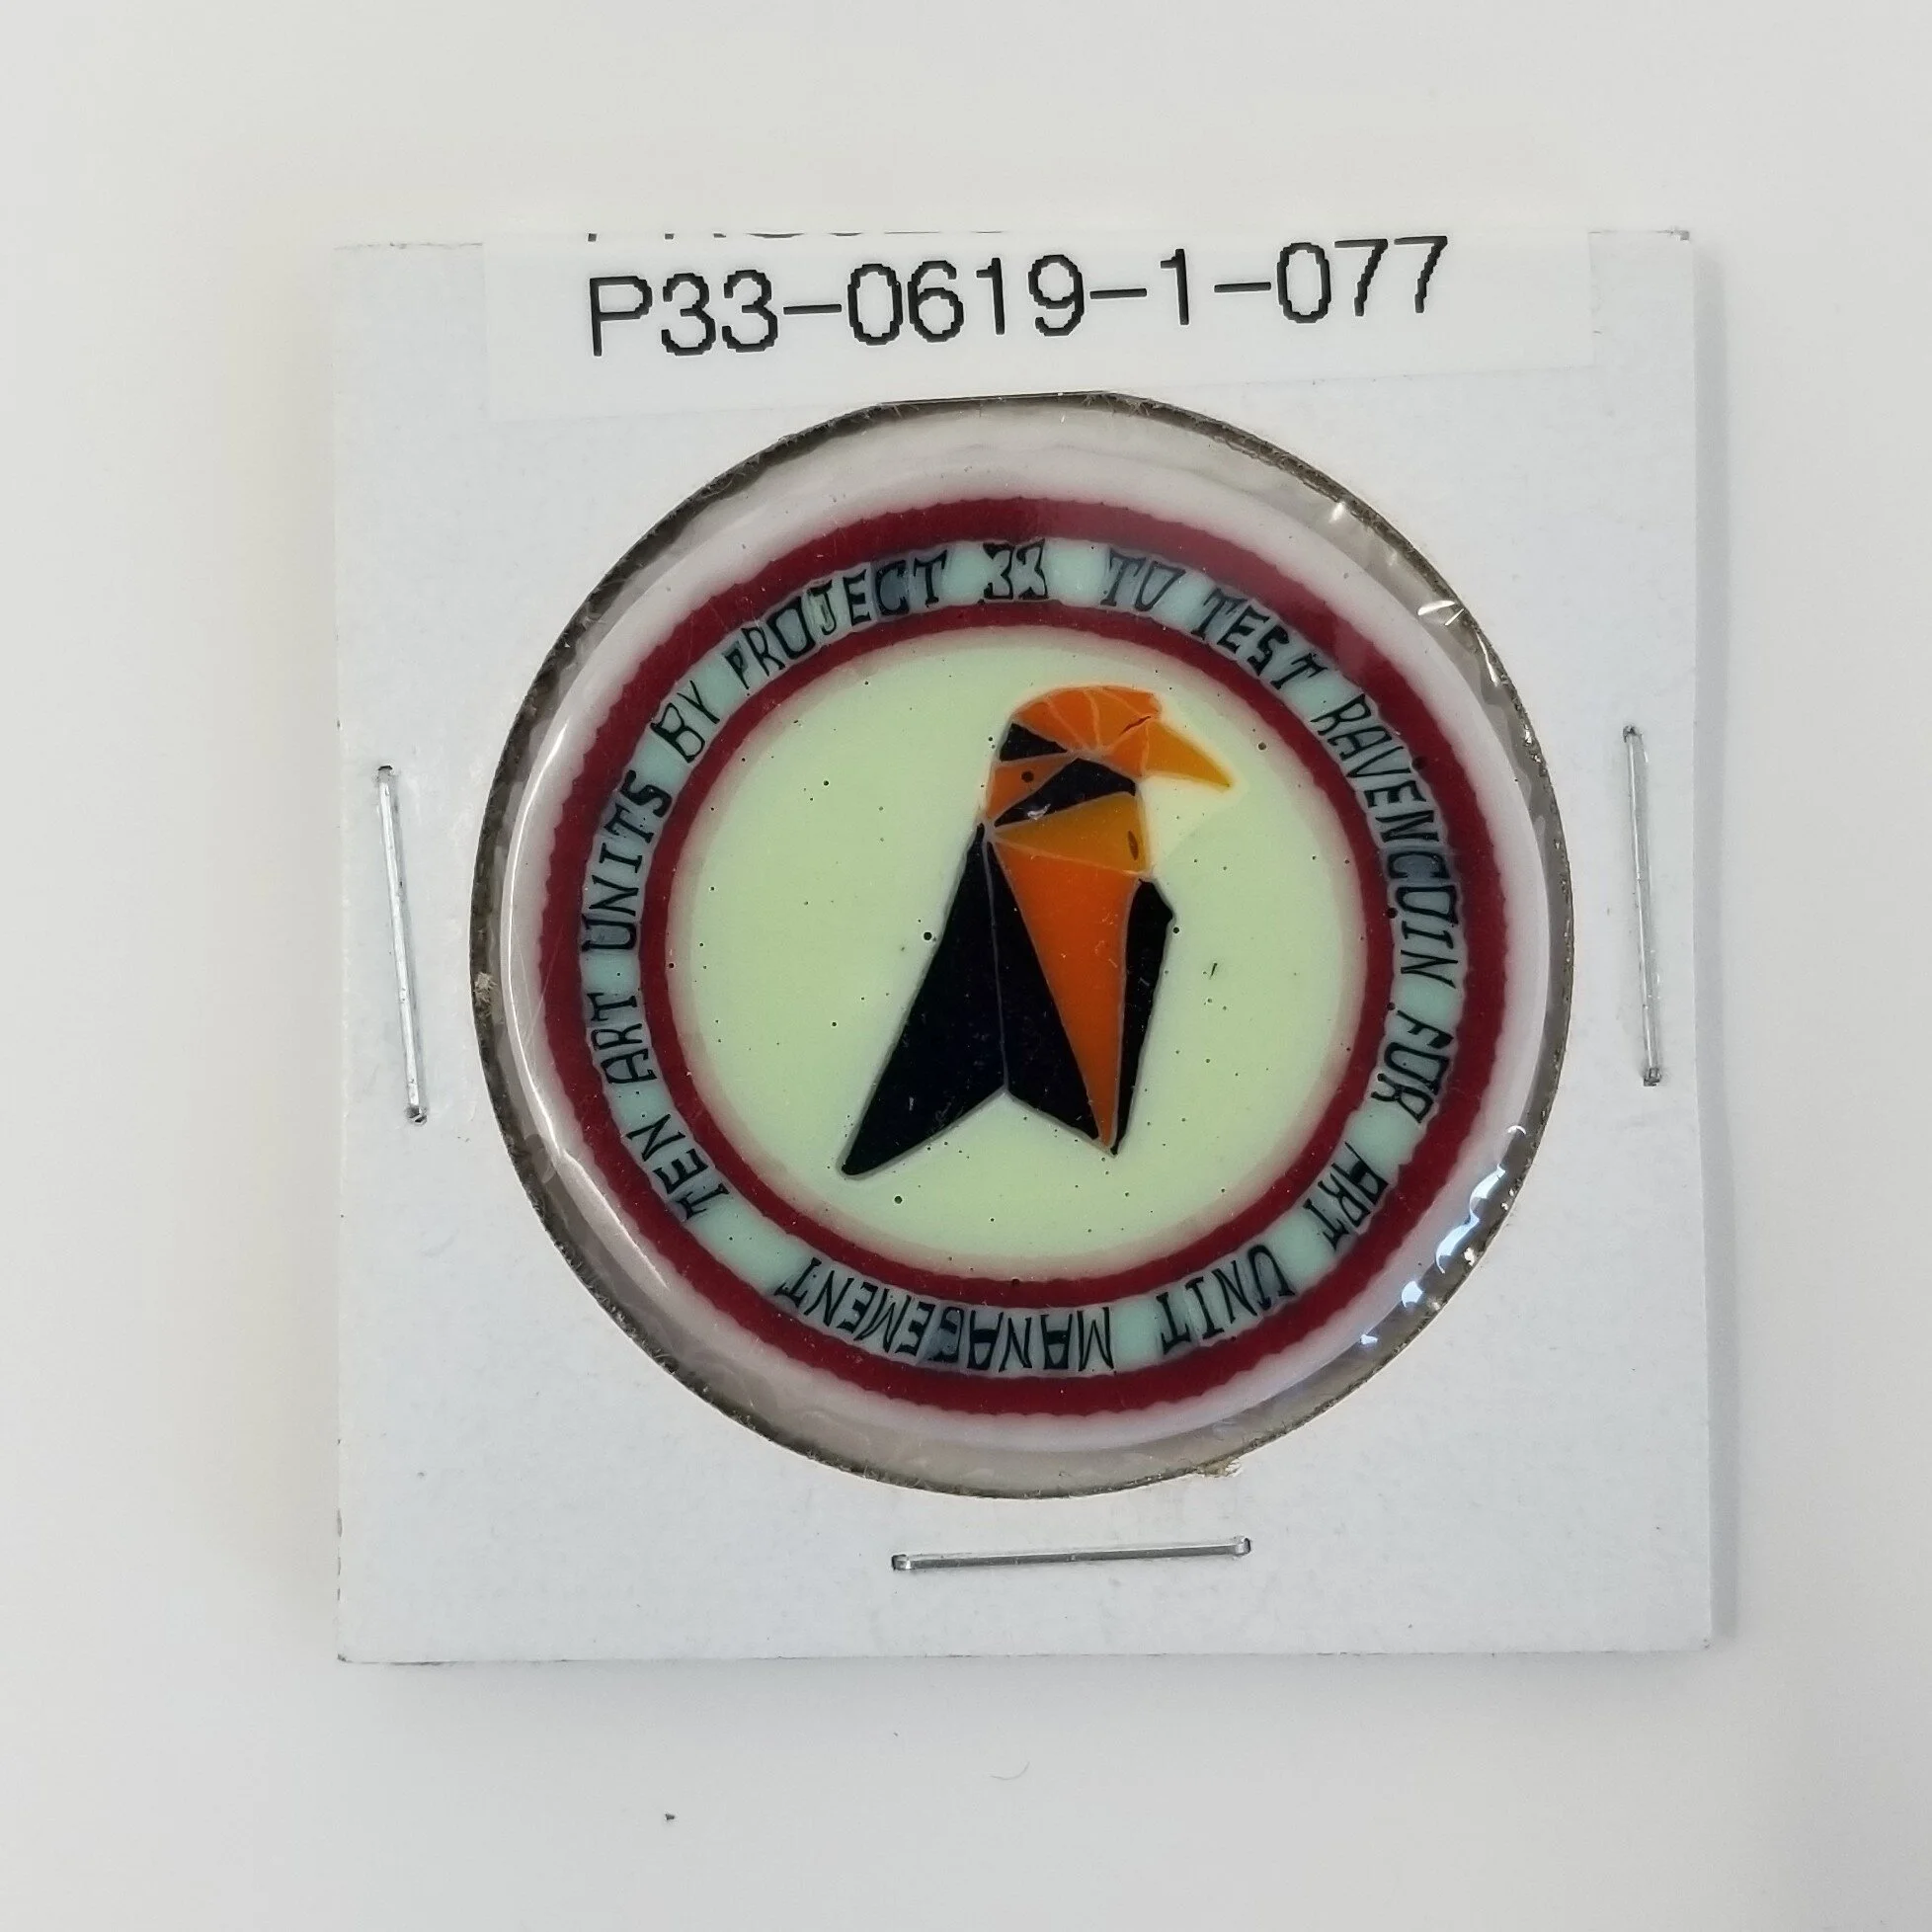 P33-0619-1-077
TEN ART UNITS BY PROJECT 33 TO TEST RAVENCOIN FOR ART UNIT MANAGEMENT